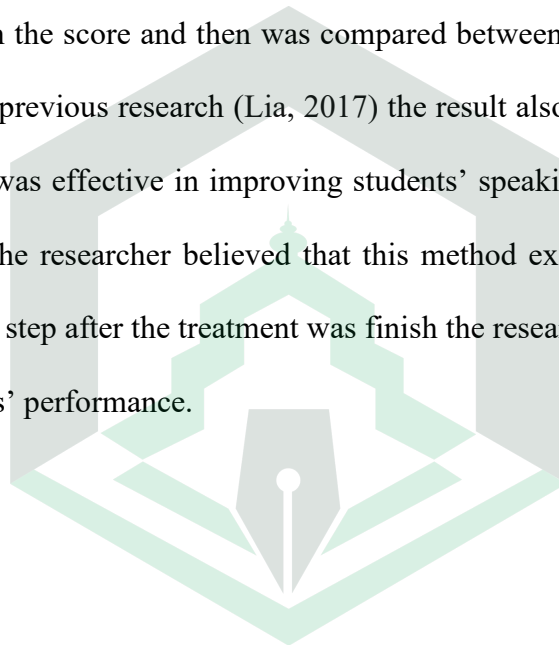 the score and then was compared between
previous research (Lia, 2017) the result also
was effective in improving students’ speaki
he researcher believed that this method ex
step after the treatment was finish the resea
s’ performance.